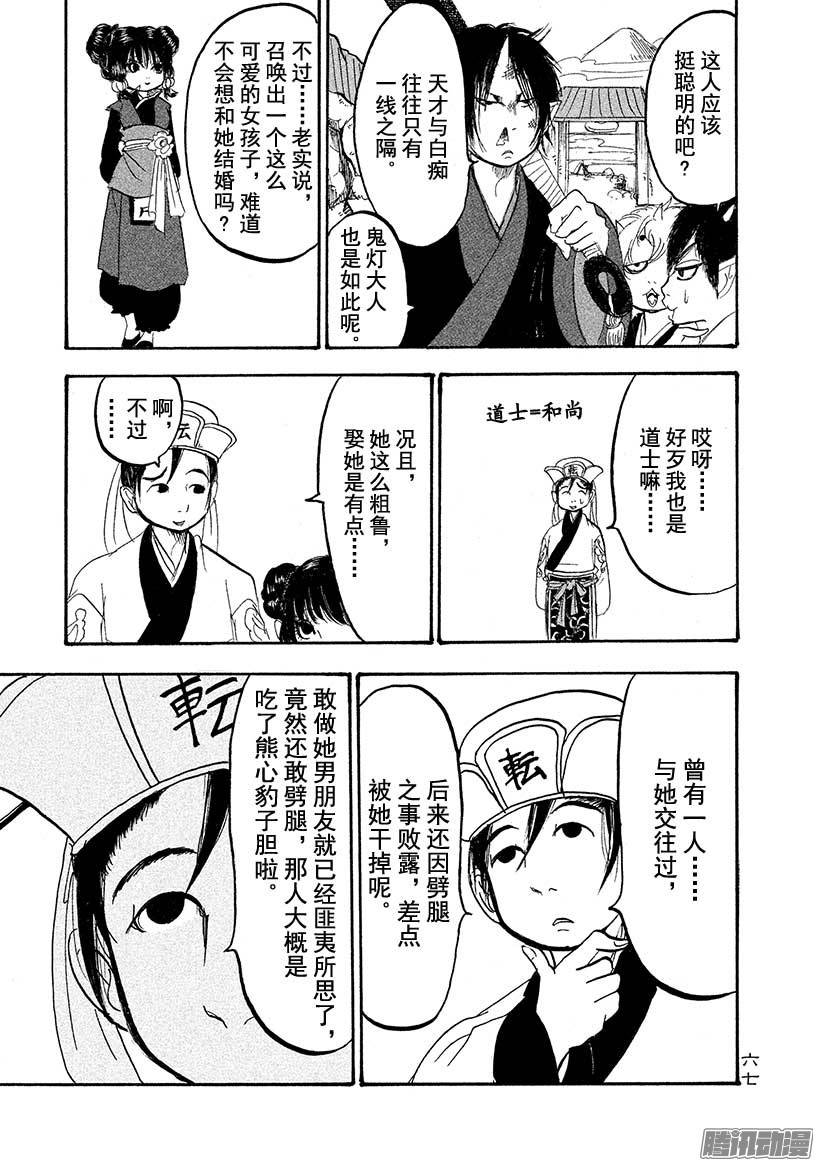 这人应该
挺聪明的吧?
天才与白痴
往往只有
一线之隔。
鬼灯大人
也是如此呢。
不过……老实说，
召唤出一个这么
可爱的女孩子，难道
不会想和她结婚吗?
哎呀……
好歹我也是
道士嘛……
道士=和尚
况且，
她这么粗鲁，
娶她是有点……
啊，
不过
……
転
転
曾有一人……
与她交往过，
転
后来还因劈腿
之事败露，差点
被她干掉呢。
敢做她男朋友就已经匪夷所思了，
竟然还敢劈腿，那人大概是
吃了熊心豹子胆啦。
転
六七
腾讯动漫